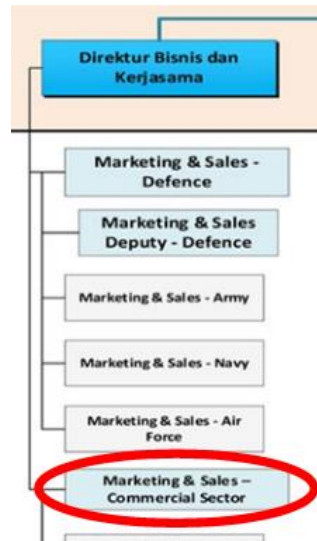 Direktur Bisnis dan
Kerjasama
Marketing & Sales -
Defence
Marketing & Sales
Deputy - Defence
Marketing & Sales - Army
Marketing & Sales - Navy
Marketing & Sales - Air
Force
Marketing & Sales –
Commercial Sector